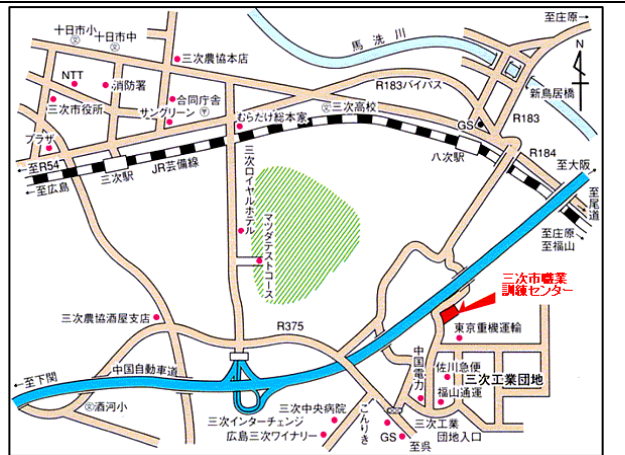 十日市小
十日市中
三次農協本店
馬洗川
至庄原
N
新鳥居橋
NTT
消防署
合同庁舎
三次市役所
サングリーン
むらたけ総本家
三次高校
R183バイパス
R183
GS
プラザ
至R54
至広島
三次駅
JR芸備線
八次駅
R184
至大阪
至尾道
至庄原
至福山
三次ロイヤルホテル
マツダテストコース
三次市職業
訓練センター
三次農協酒屋支店
R375
東京重機運輸
中国自動車道
至下関
佐川急便
三次工業団地
中国電力
福山通運
酒河小
三次インターチェンジ
三次中央病院
広島三次ワイナリー
こんりき
GS
至呉
三次工業
団地入口